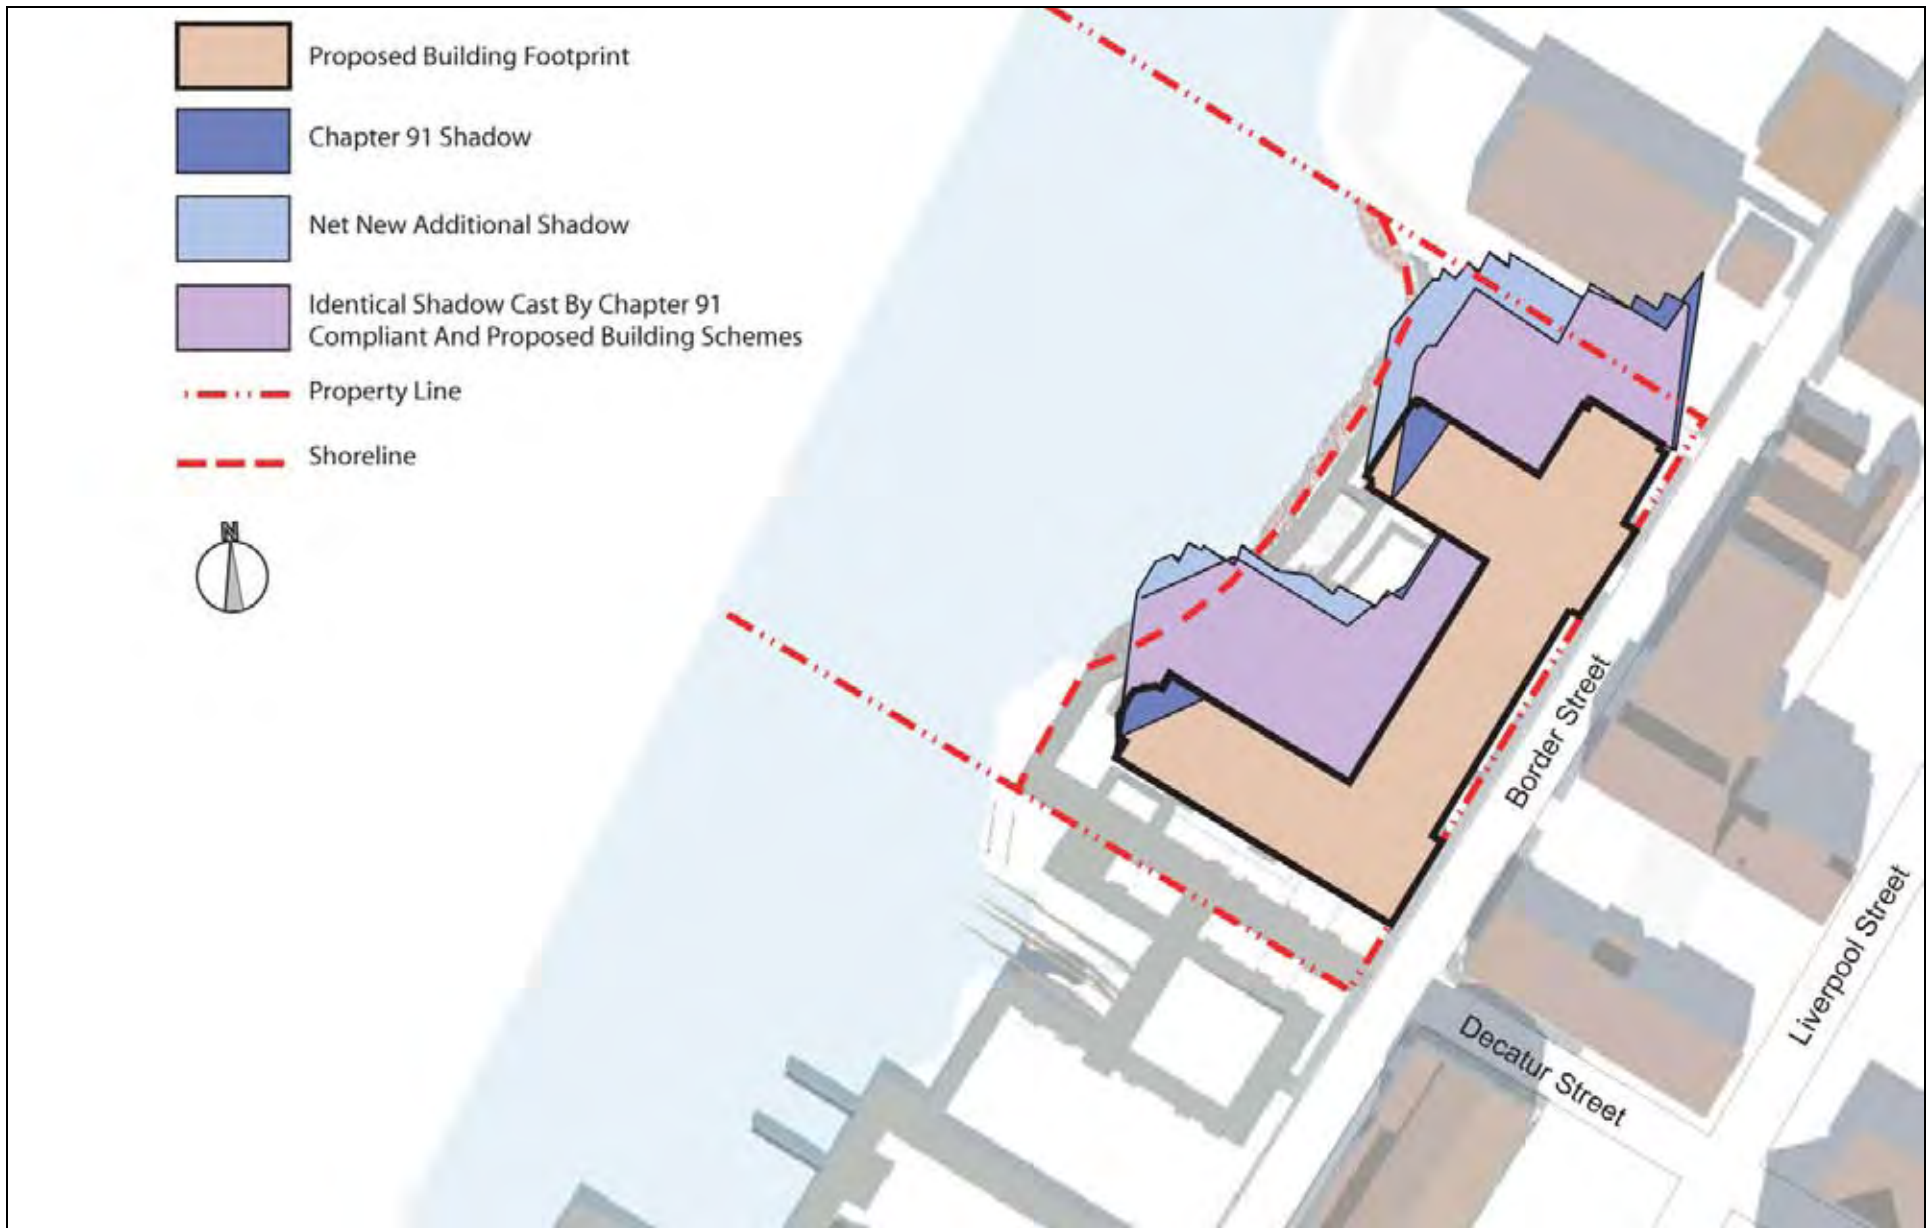 Proposed Building Footprint
Chapter 91 Shadow
Net New Additional Shadow
Identical Shadow Cast By Chapter 91
Compliant And Proposed Building Schemes
Property Line
Shoreline
N
Border Street
Liverpool Street
Decatur Street